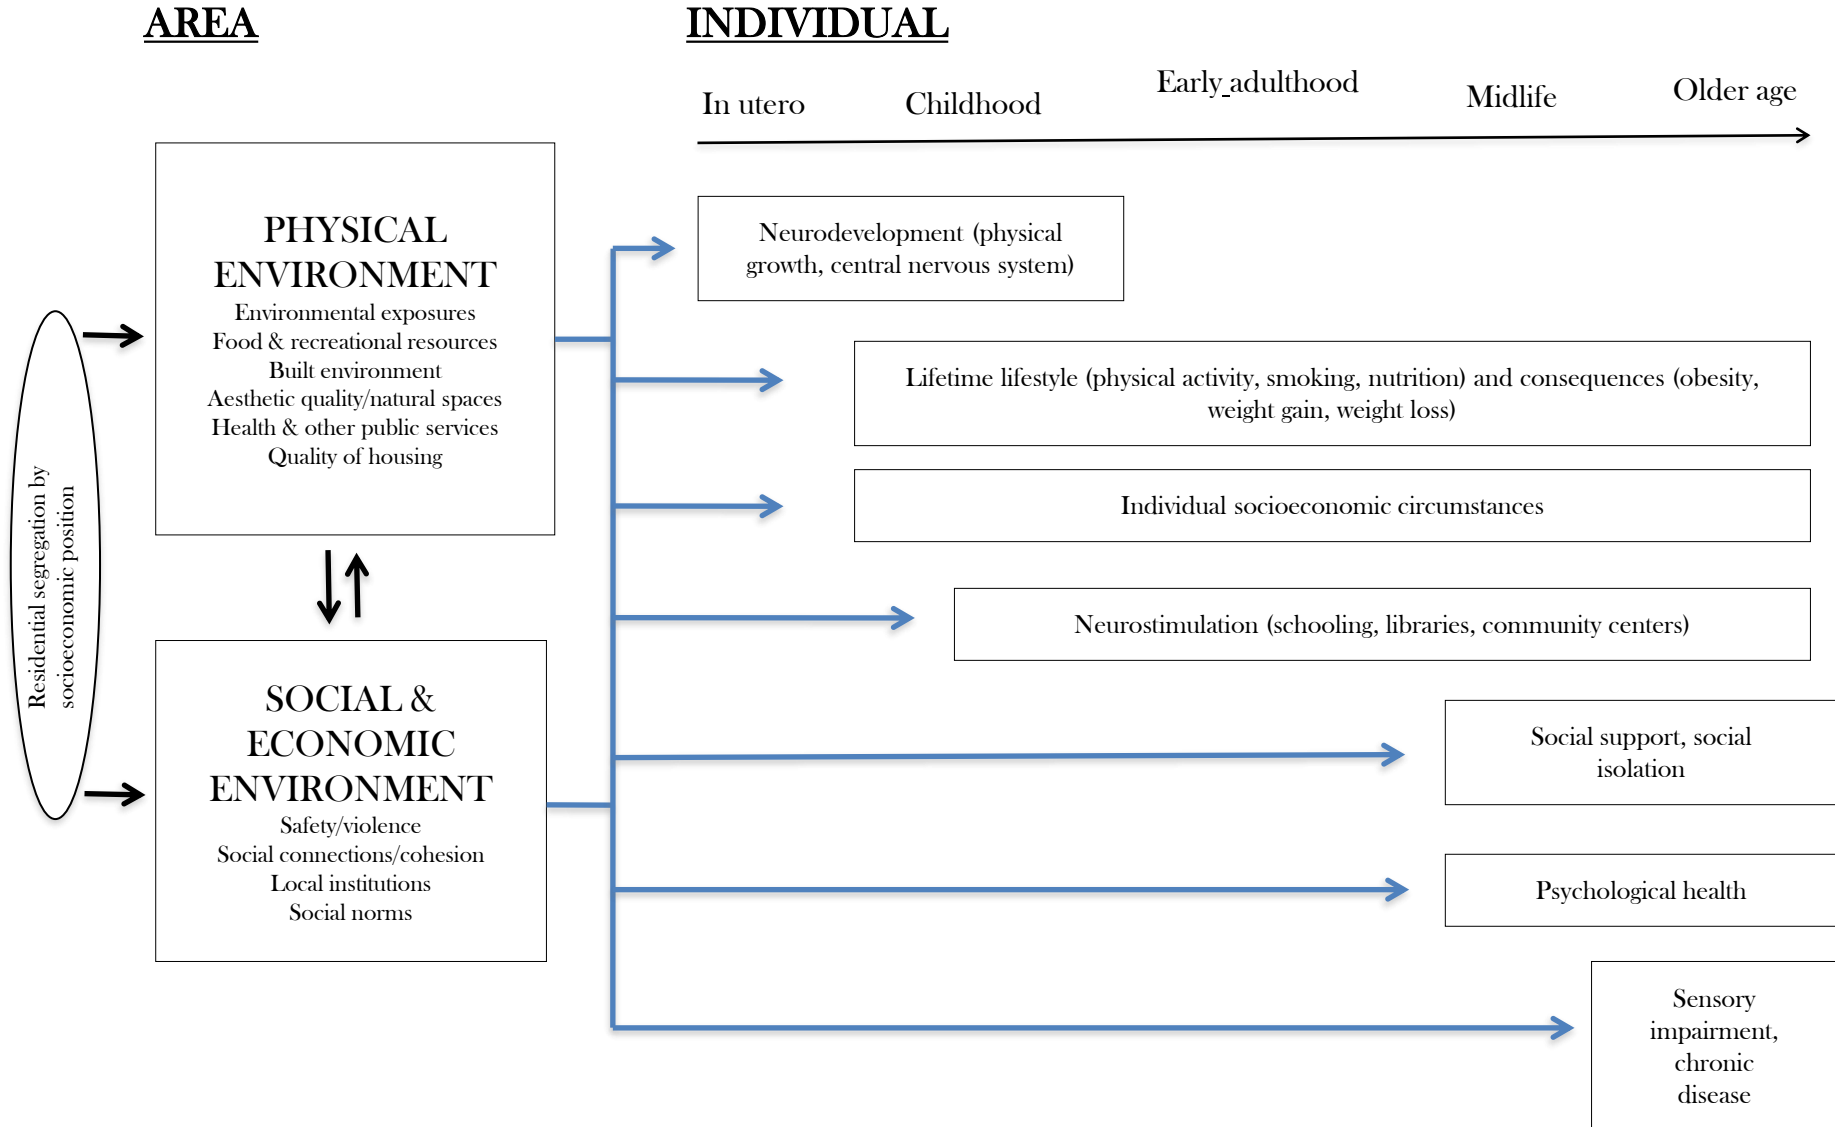 AREA
INDIVIDUAL
In utero
Childhood
Early adulthood
Midlife
Older age
PHYSICAL
ENVIRONMENT
Environmental exposures
Food & recreational resources
Built environment
Aesthetic quality/natural spaces
Health & other public services
Quality of housing
Residential segregation by
socioeconomic position
SOCIAL &
ECONOMIC
ENVIRONMENT
Safety/violence
Social connections/cohesion
Local institutions
Social norms
Neurodevelopment (physical
growth, central nervous system)
Lifetime lifestyle (physical activity, smoking, nutrition) and consequences (obesity,
weight gain, weight loss)
Individual socioeconomic circumstances
Neurostimulation (schooling, libraries, community centers)
Social support, social
isolation
Psychological health
Sensory
impairment,
chronic
disease